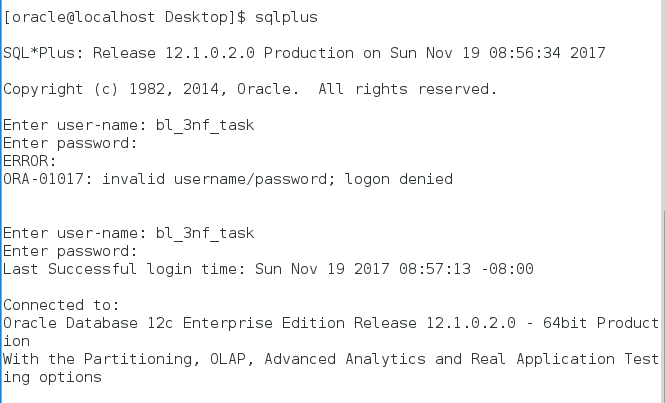 [oracle@localhost Desktop]$ sqlplus
SQL*Plus: Release 12.1.0.2.0 Production on Sun Nov 19 08:56:34 2017
Copyright (c) 1982, 2014, Oracle.  All rights reserved.
Enter user-name: bl_3nf_task
Enter password:
ERROR:
ORA-01017: invalid username/password; logon denied
Enter user-name: bl_3nf_task
Enter password:
Last Successful login time: Sun Nov 19 2017 08:57:13 -08:00
Connected to:
Oracle Database 12c Enterprise Edition Release 12.1.0.2.0 - 64bit Product
ion
With the Partitioning, OLAP, Advanced Analytics and Real Application Test
ing options